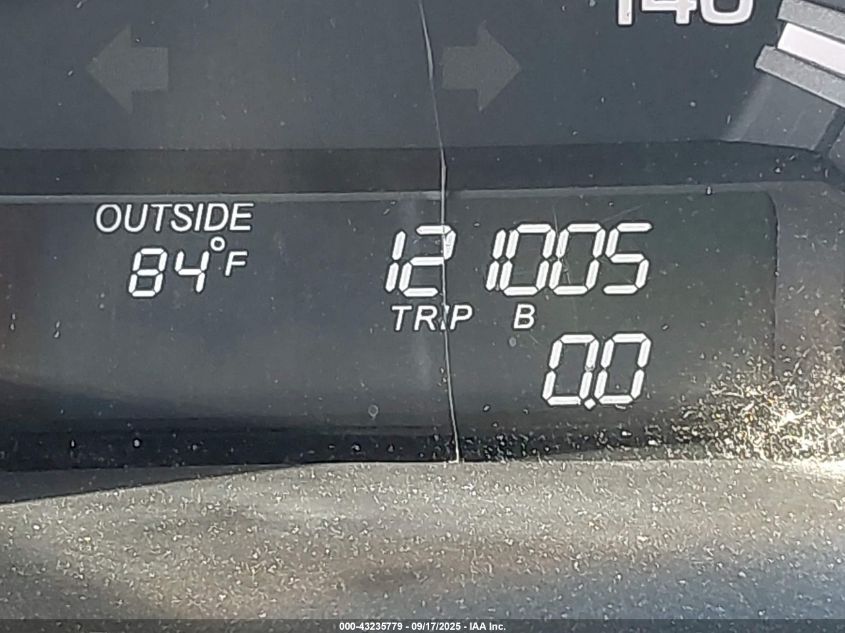 140
OUTSIDE
84°F
121005
TRIP B
0.0
000-43235779 - 09/17/2025 - IAA Inc.